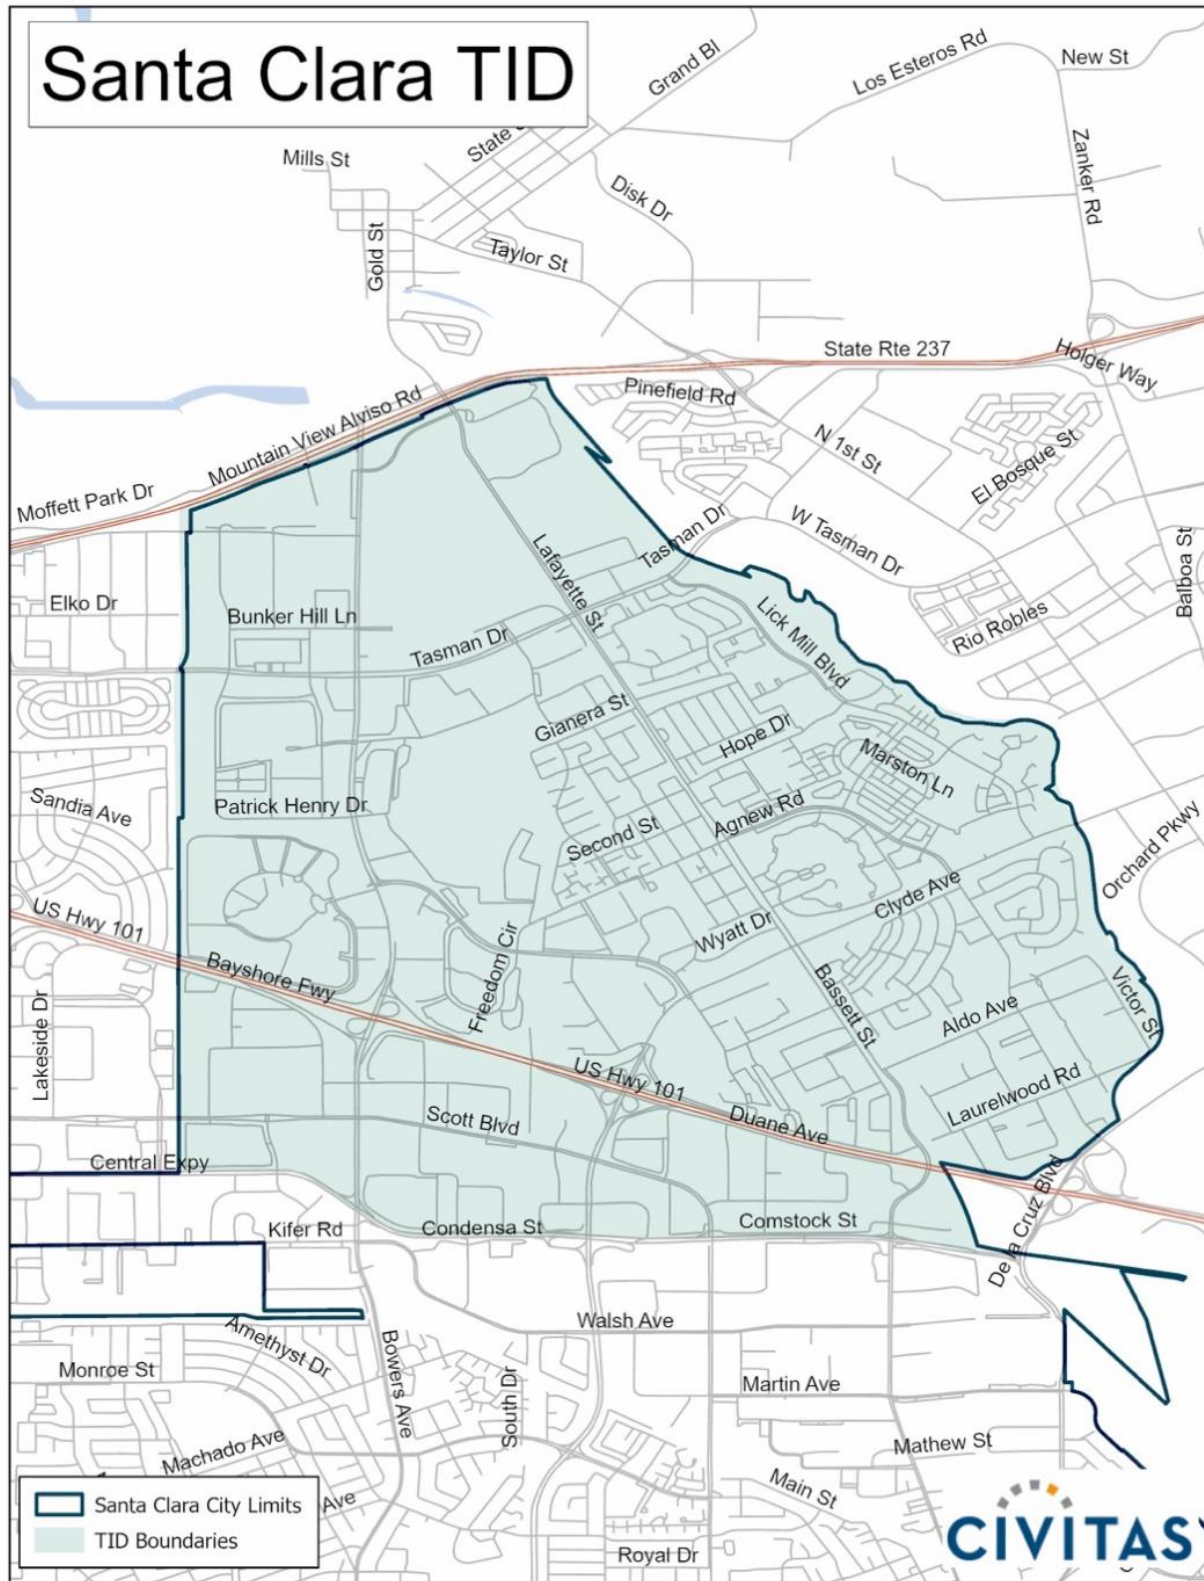 Santa Clara TID
Grand Bl
Los Esteros Rd
New St
State
Mills St
Zanker Rd
Disk Dr
Gold St
Taylor St
State Rte 237
Holger Way
Pinefield Rd
Mountain View Alviso Rd
N 1st St
El Bosque St
Moffett Park Dr
W Tasman Dr
Tasman Dr
Balboa St
Lafayette St
Elko Dr
Bunker Hill Ln
Lick Mill Blvd
Rio Robles
Tasman Dr
Gianera St
Hope Dr
Marston Ln
Sandia Ave
Patrick Henry Dr
Second St
Agnew Rd
Orchard Pkwy
US Hwy 101
Clyde Ave
Wyatt Dr
Bayshore Fwy
Freedom Cir
Bassett St
Victor St
Lakeside Dr
Aldo Ave
US Hwy 101
Laurelwood Rd
Scott Blvd
Duane Ave
Central Expy
Kifer Rd
Condensa St
Comstock St
De la Cruz Blvd
Walsh Ave
Amethyst Dr
Monroe St
Bowers Ave
South Dr
Martin Ave
Machado Ave
Mathew St
Main St
Ave
Santa Clara City Limits
TID Boundaries
Royal Dr
CIVITAS